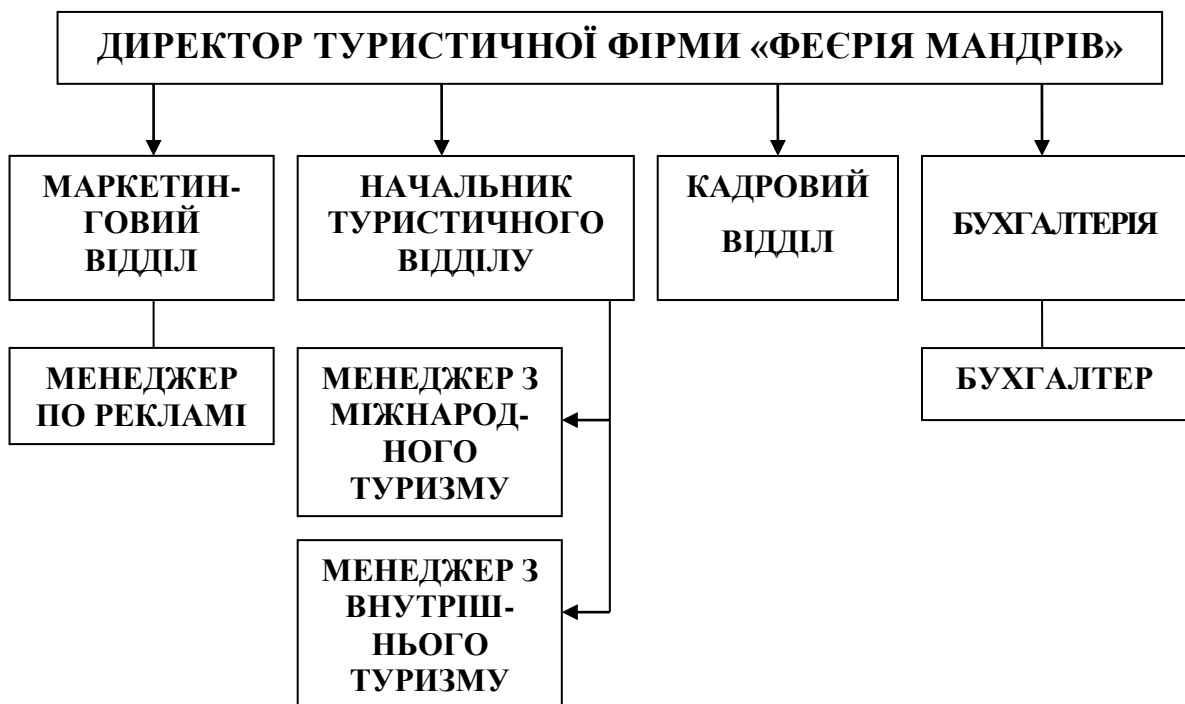 ДИРЕКТОР ТУРИСТИЧНОЇ ФІРМИ «ФЕЄРІЯ МАНДРІВ»
МАРКЕТИН-
ГОВИЙ
ВІДДІЛ
НАЧАЛЬНИК
ТУРИСТИЧНОГО
ВІДДІЛУ
КАДРОВИЙ
ВІДДІЛ
БУХГАЛТЕРІЯ
МЕНЕДЖЕР
ПО РЕКЛАМІ
МЕНЕДЖЕР З
МІЖНАРОД-
НОГО
ТУРИЗМУ
БУХГАЛТЕР
МЕНЕДЖЕР З
ВНУТРІШ-
НЬОГО
ТУРИЗМУ